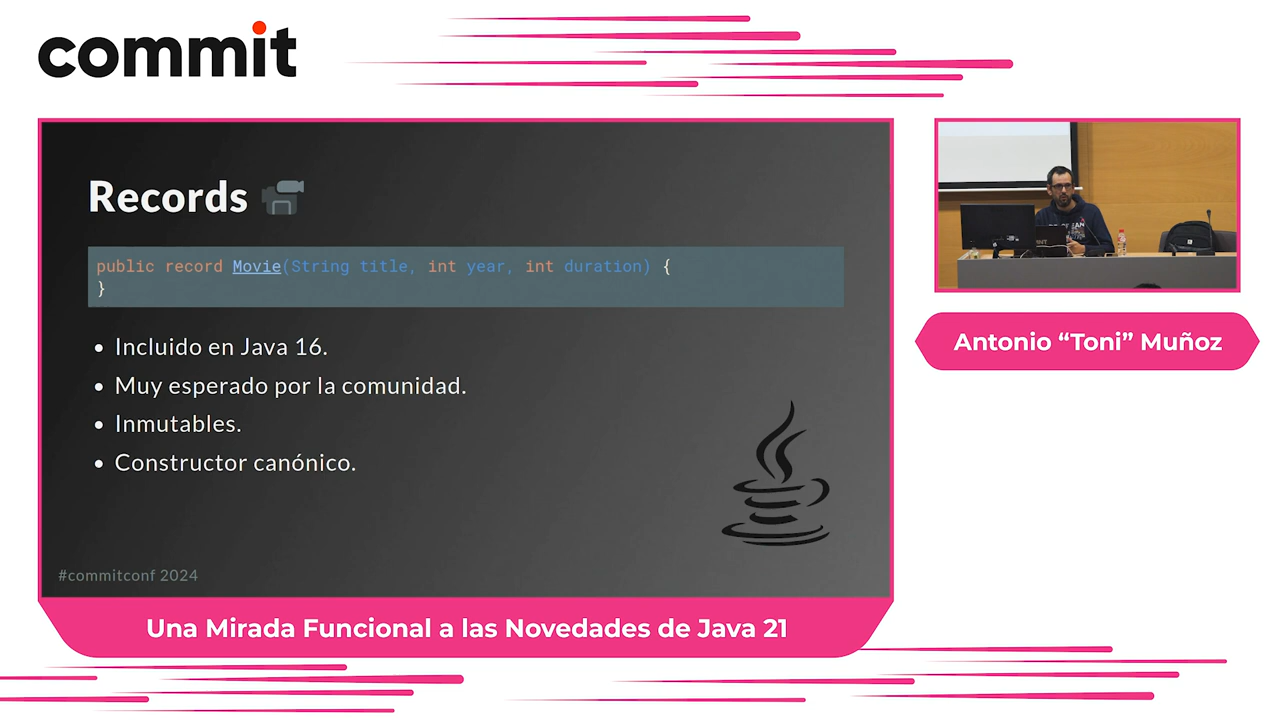 commit
Records
public record Movie(String title, int year, int duration) {
}
Incluido en Java 16.
Muy esperado por la comunidad.
Inmutables.
Constructor canónico.
#commitconf 2024
Una Mirada Funcional a las Novedades de Java 21
Antonio “Toni” Muñoz